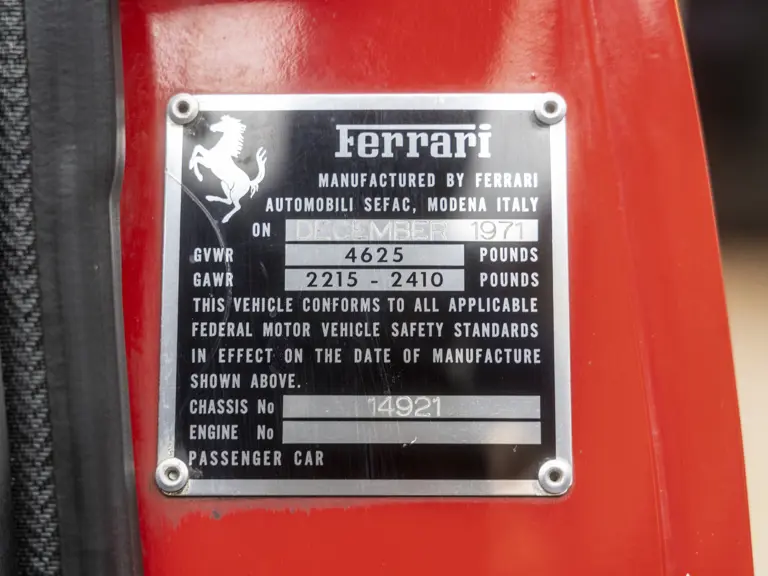 Ferrari
MANUFACTURED BY FERRARI
AUTOMOBILI SEFAC, MODENA ITALY
ON DECEMBER 1971
GVWR 4625 POUNDS
GAWR 2215 - 2410 POUNDS
THIS VEHICLE CONFORMS TO ALL APPLICABLE
FEDERAL MOTOR VEHICLE SAFETY STANDARDS
IN EFFECT ON THE DATE OF MANUFACTURE
SHOWN ABOVE.
CHASSIS No 14921
ENGINE No
PASSENGER CAR